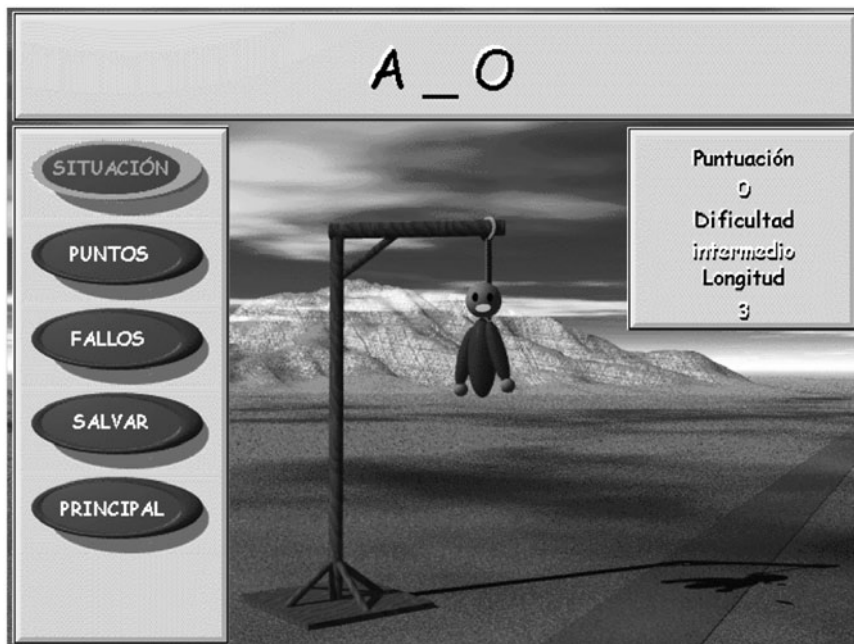 A _ O
SITUACIÓN
PUNTOS
FALLOS
SALVAR
PRINCIPAL
Puntuación
0
Dificultad
intermedio
Longitud
3